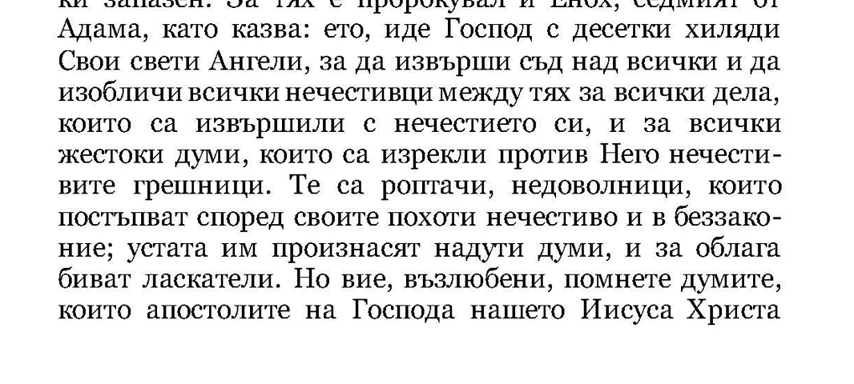 ки запазен. За тях е пророкувал и Енох, седмият от
Адама, като казва: ето, иде Господ с десетки хиляди
Свои свети Ангели, за да извърши съд над всички и да
изобличи всички нечестивци между тях за всички дела,
които са извършили с нечестието си, и за всички
жестоки думи, които са изрекли против Него нечести-
вите грешници. Те са роптачи, недоволници, които
постъпват според своите похоти нечестиво и в беззако-
ние; устата им произнасят надути думи, и за облага
биват ласкатели. Но вие, възлюбени, помнете думите,
които апостолите на Господа нашето Иисуса Христа